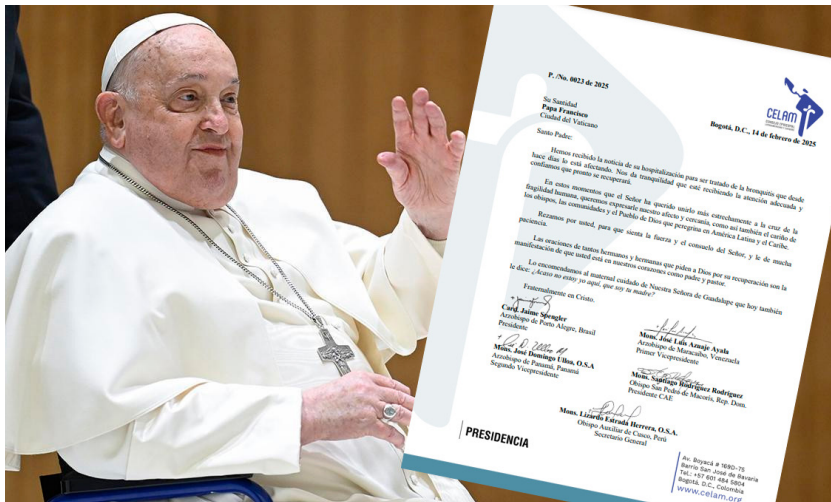 P. /No. 0023 de 2025
CELAM
Bogotá, D.C., 14 de febrero de 2025
Su Santidad
Papa Francisco
Ciudad del Vaticano
Santo Padre:
Hemos recibido la noticia de su hospitalización para ser tratado de la bronquitis que desde
hace días lo está afectando. Nos da tranquilidad que esté recibiendo la atención adecuada y
confiamos que pronto se recuperará.
En estos momentos que el Señor ha querido unirlo más estrechamente a la cruz de la
fragilidad humana, queremos expresarle nuestro afecto y cercanía, como así también el cariño de
los obispos, las comunidades y el Pueblo de Dios que peregrina en América Latina y el Caribe.
Rezamos por usted, para que sienta la fuerza y el consuelo del Señor, y le de mucha
paciencia.
Las oraciones de tantos hermanos y hermanas que piden a Dios por su recuperación son la
manifestación de que usted está en nuestros corazones como padre y pastor.
Lo encomendamos al maternal cuidado de Nuestra Señora de Guadalupe que hoy también
le dice: ¿Acaso no estoy yo aquí, que soy tu madre?
Fraternalmente en Cristo.
Card. Jaime Spengler
Arzobispo de Porto Alegre, Brasil
Presidente
Mons. José Luis Azuaje Ayala
Arzobispo de Maracaibo, Venezuela
Primer Vicepresidente
Mons. José Domingo Ulloa, O.S.A
Arzobispo de Panamá, Panamá
Segundo Vicepresidente
Mons. Santiago Rodríguez Rodríguez
Obispo San Pedro de Macorís, Rep. Dom.
Presidente CAE
Mons. Lizardo Estrada Herrera, O.S.A.
Obispo Auxiliar de Cusco, Perú
Secretario General
PRESIDENCIA
Av. Boyacá # 169D-75
Barrio San José de Bavaria
Tel.: +57 601 484 5804
Bogotá, D.C., Colombia
www.celam.org